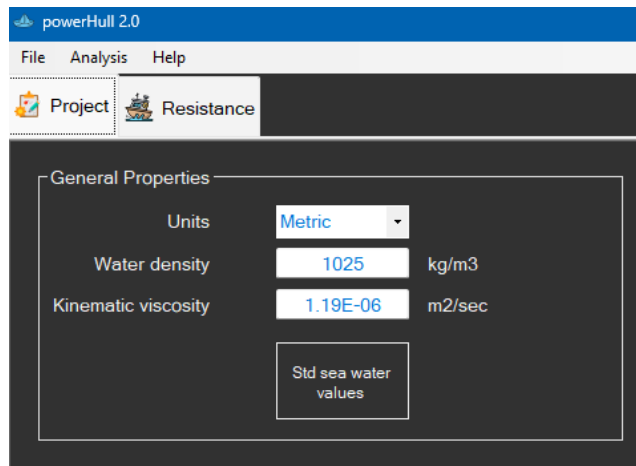 powerHull 2.0
File Analysis Help
Project Resistance
General Properties
Units Metric
Water density 1025 kg/m3
Kinematic viscosity 1.19E-06 m2/sec
Std sea water
values